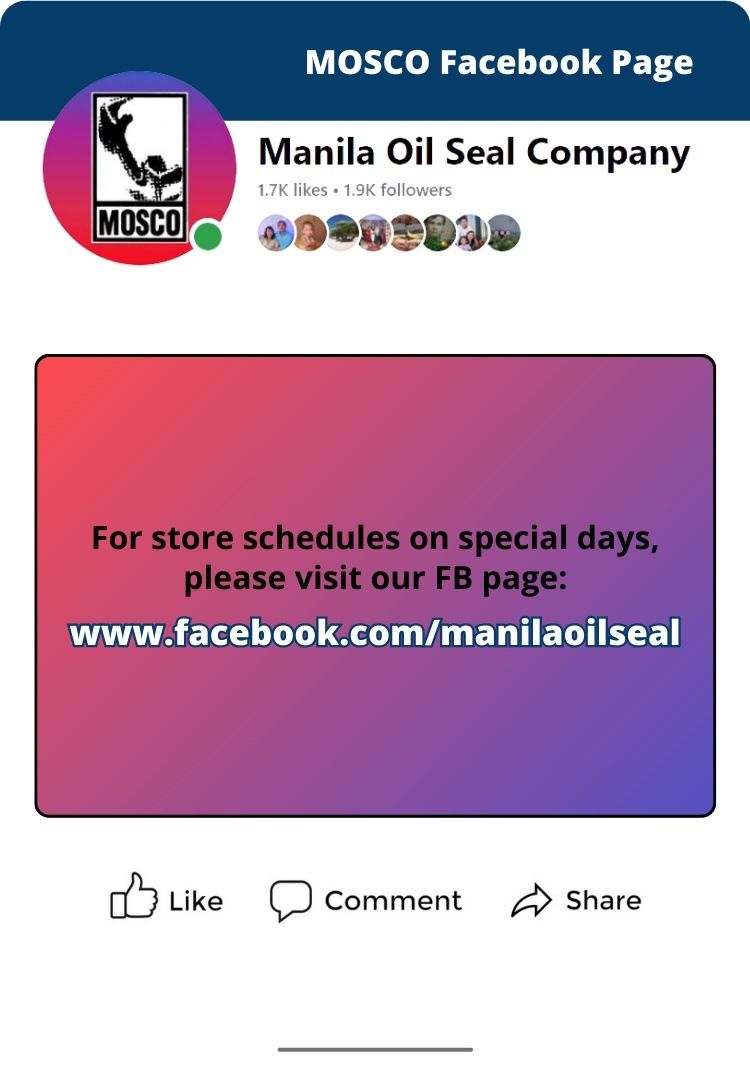 MOSCO Facebook Page
MOSCO
Manila Oil Seal Company
1.7K likes • 1.9K followers
For store schedules on special days,
please visit our FB page:
www.facebook.com/manilaoilseal
Like Comment Share